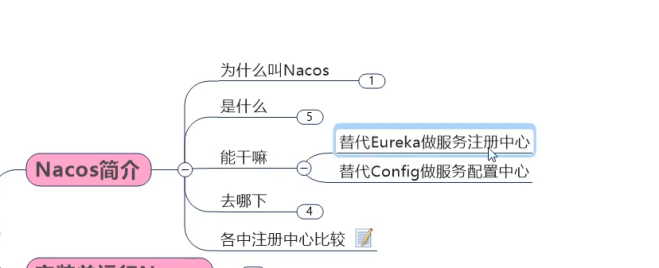 为什么叫Nacos
1
是什么
5
替代Eureka做服务注册中心
能干嘛
Nacos简介
替代Config做服务配置中心
去哪下
4
各中注册中心比较